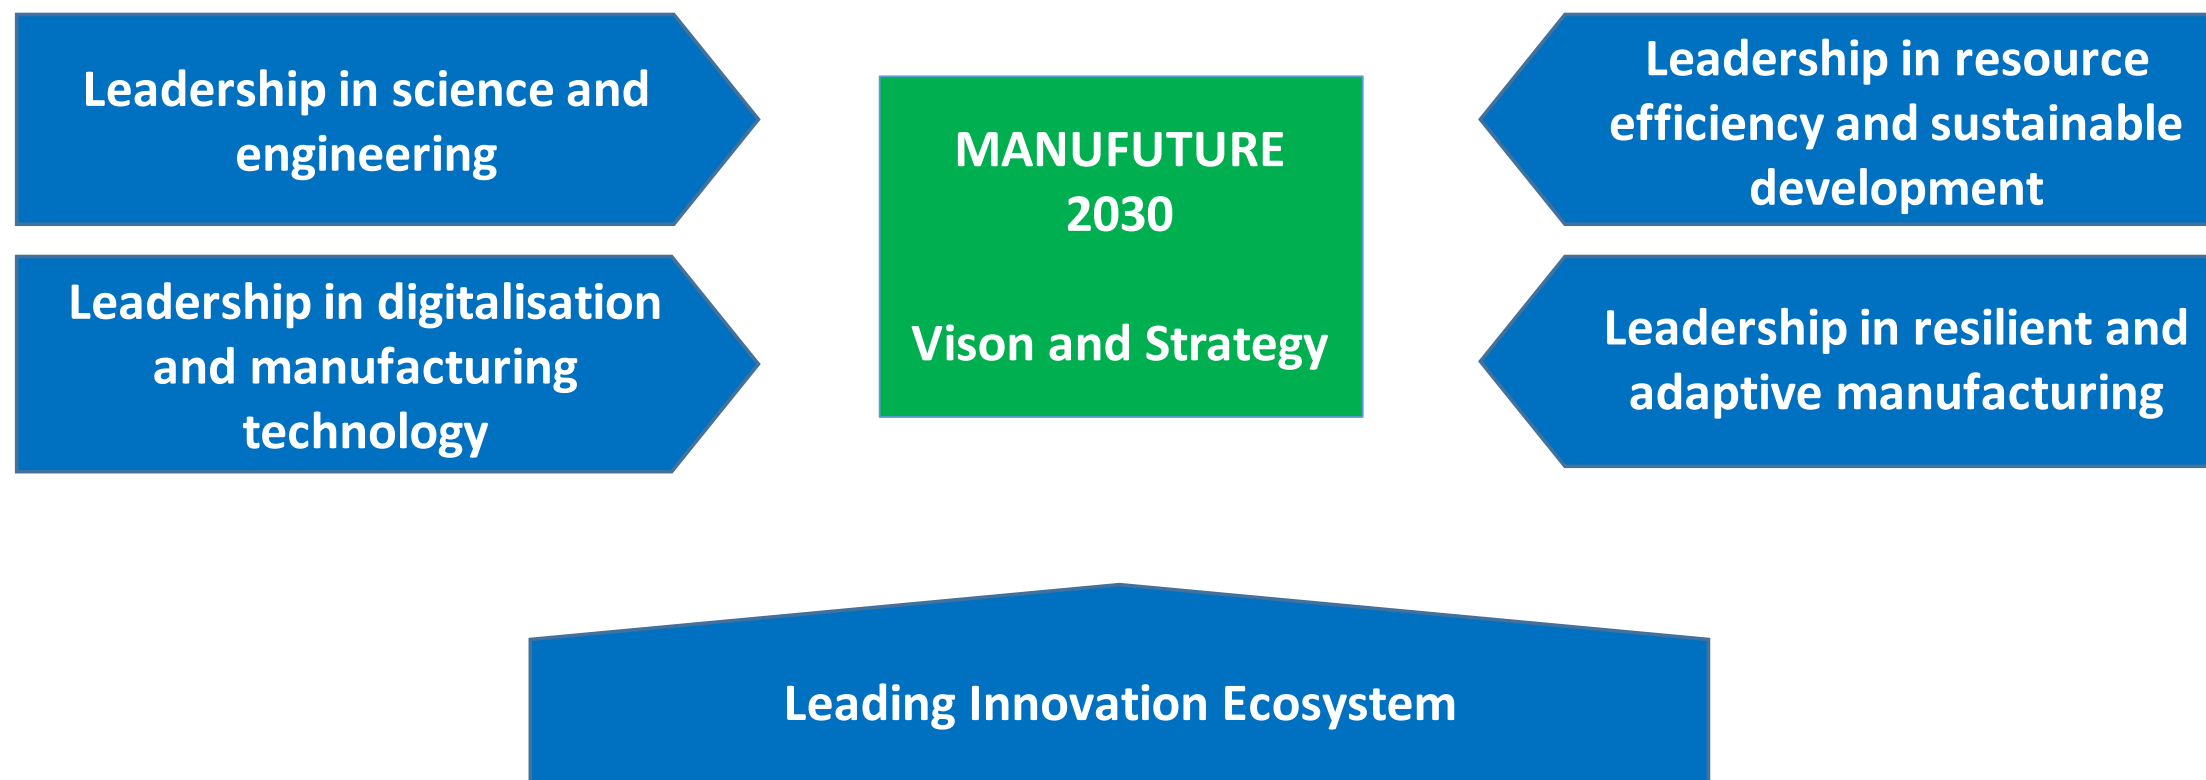 Leadership in science and
engineering
Leadership in digitalisation
and manufacturing
technology
MANUFUTURE
2030
Vison and Strategy
Leadership in resource
efficiency and sustainable
development
Leadership in resilient and
adaptive manufacturing
Leading Innovation Ecosystem